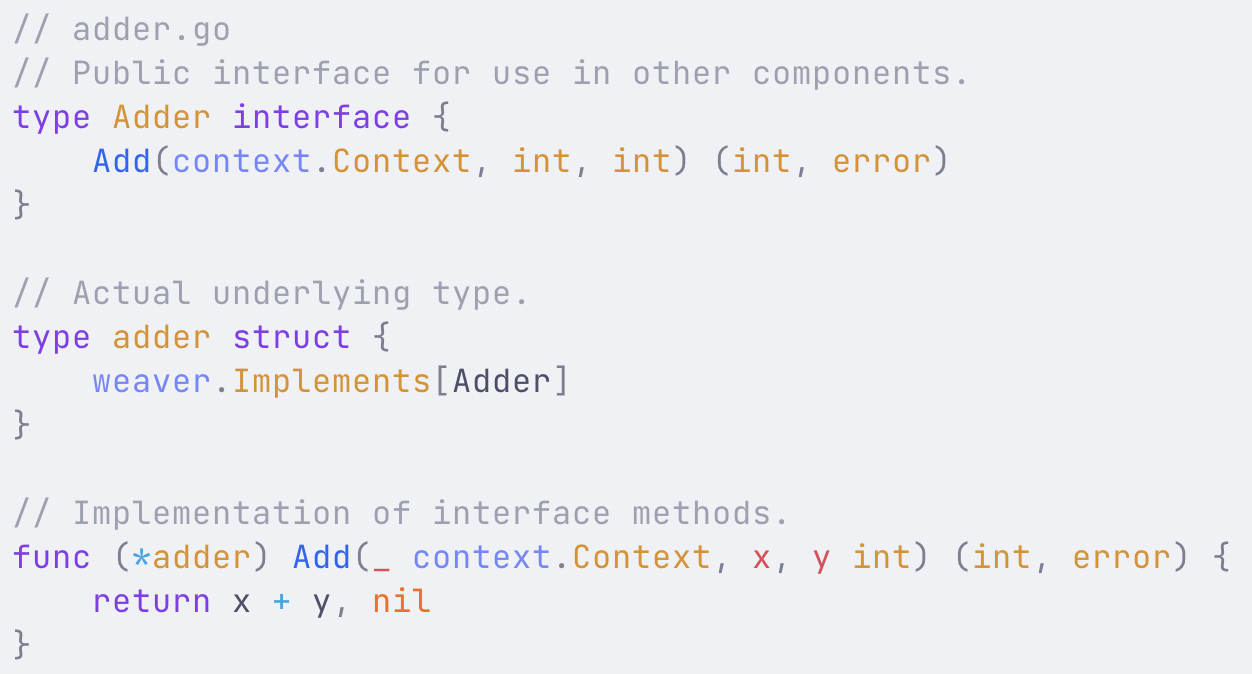 // adder.go
// Public interface for use in other components.
type Adder interface {
    Add(context.Context, int, int) (int, error)
}

// Actual underlying type.
type adder struct {
    weaver.Implements[Adder]
}

// Implementation of interface methods.
func (*adder) Add(_ context.Context, x, y int) (int, error) {
    return x + y, nil
}